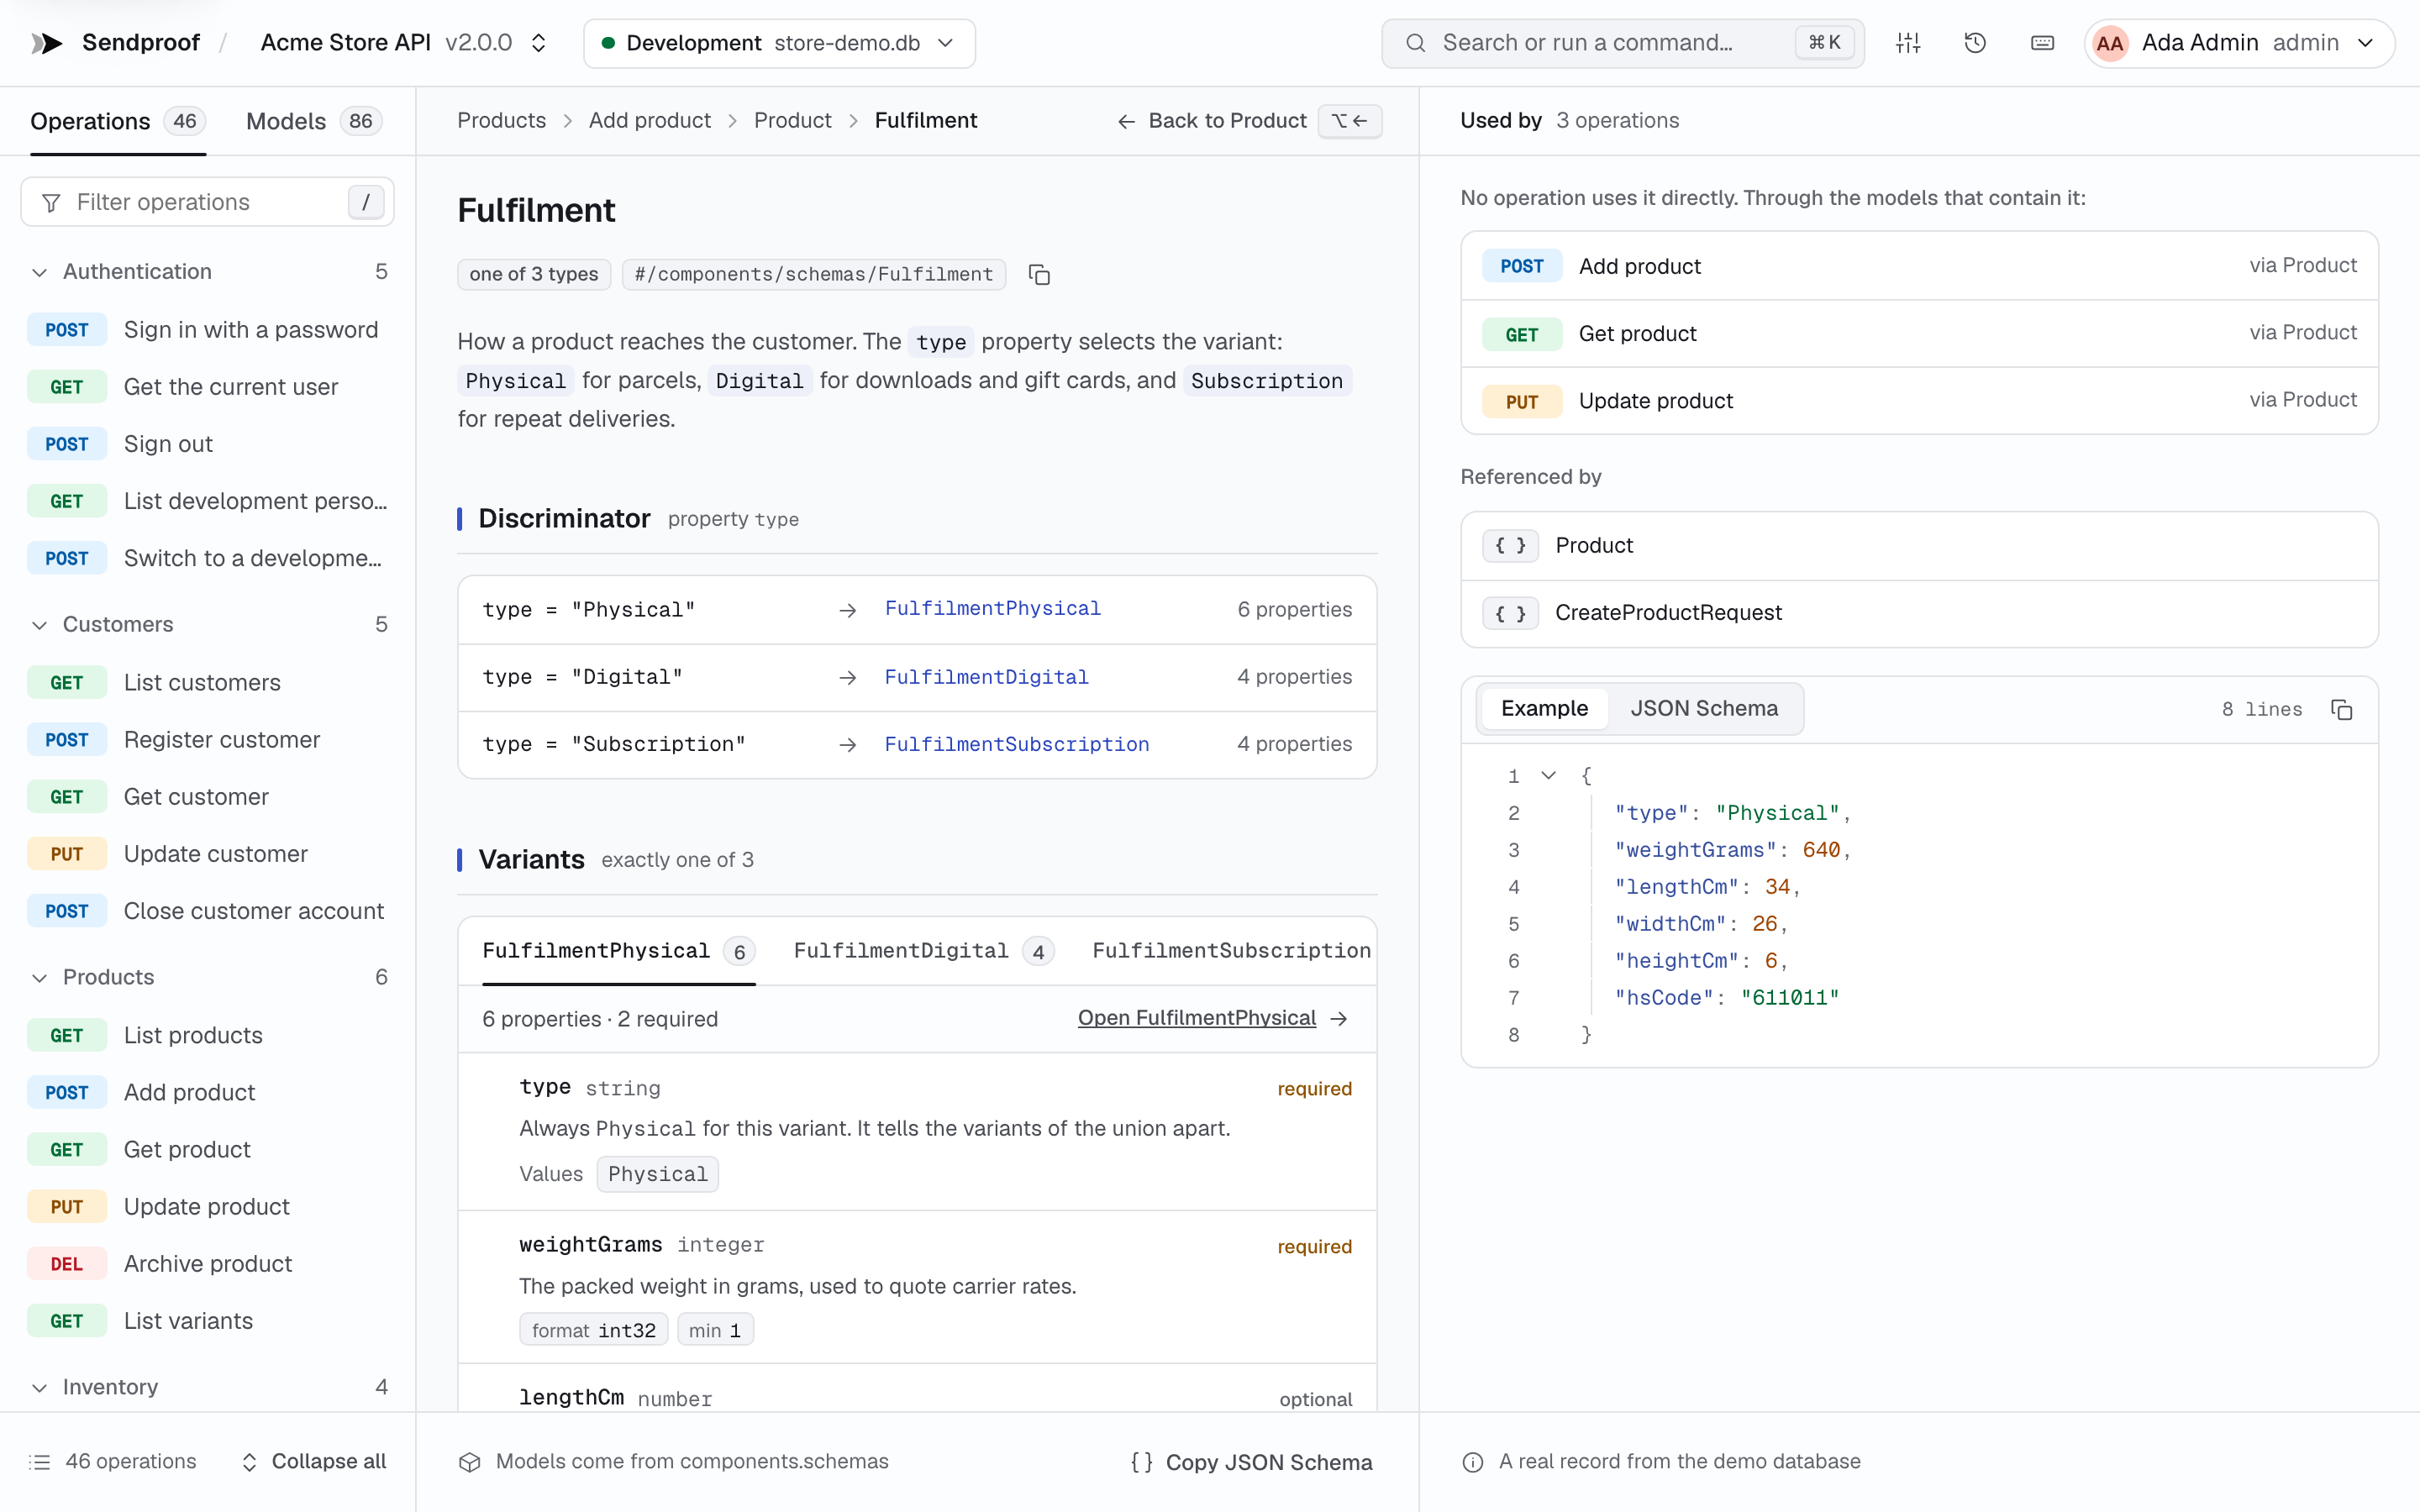 Sendproof / Acme Store API v2.0.0
Development store-demo.db
Search or run a command... ⌘K
AA Ada Admin admin
Operations 46 Models 86
Filter operations /
Authentication 5
POST Sign in with a password
GET Get the current user
POST Sign out
GET List development perso...
POST Switch to a developme...
Customers 5
GET List customers
POST Register customer
GET Get customer
PUT Update customer
POST Close customer account
Products 6
GET List products
POST Add product
GET Get product
PUT Update product
DEL Archive product
GET List variants
Inventory 4
46 operations Collapse all
Products > Add product > Product > Fulfilment
← Back to Product ⌥←
Fulfilment
one of 3 types #/components/schemas/Fulfilment
How a product reaches the customer. The type property selects the variant:
Physical for parcels, Digital for downloads and gift cards, and Subscription
for repeat deliveries.
Discriminator property type
type = "Physical" → FulfilmentPhysical 6 properties
type = "Digital" → FulfilmentDigital 4 properties
type = "Subscription" → FulfilmentSubscription 4 properties
Variants exactly one of 3
FulfilmentPhysical 6 FulfilmentDigital 4 FulfilmentSubscription
6 properties · 2 required Open FulfilmentPhysical →
type string required
Always Physical for this variant. It tells the variants of the union apart.
Values Physical
weightGrams integer required
The packed weight in grams, used to quote carrier rates.
format int32 min 1
lengthCm number optional
Models come from components.schemas {} Copy JSON Schema
Used by 3 operations
No operation uses it directly. Through the models that contain it:
POST Add product via Product
GET Get product via Product
PUT Update product via Product
Referenced by
{ } Product
{ } CreateProductRequest
Example JSON Schema 8 lines
1 {
2 "type": "Physical",
3 "weightGrams": 640,
4 "lengthCm": 34,
5 "widthCm": 26,
6 "heightCm": 6,
7 "hsCode": "611011"
8 }
A real record from the demo database